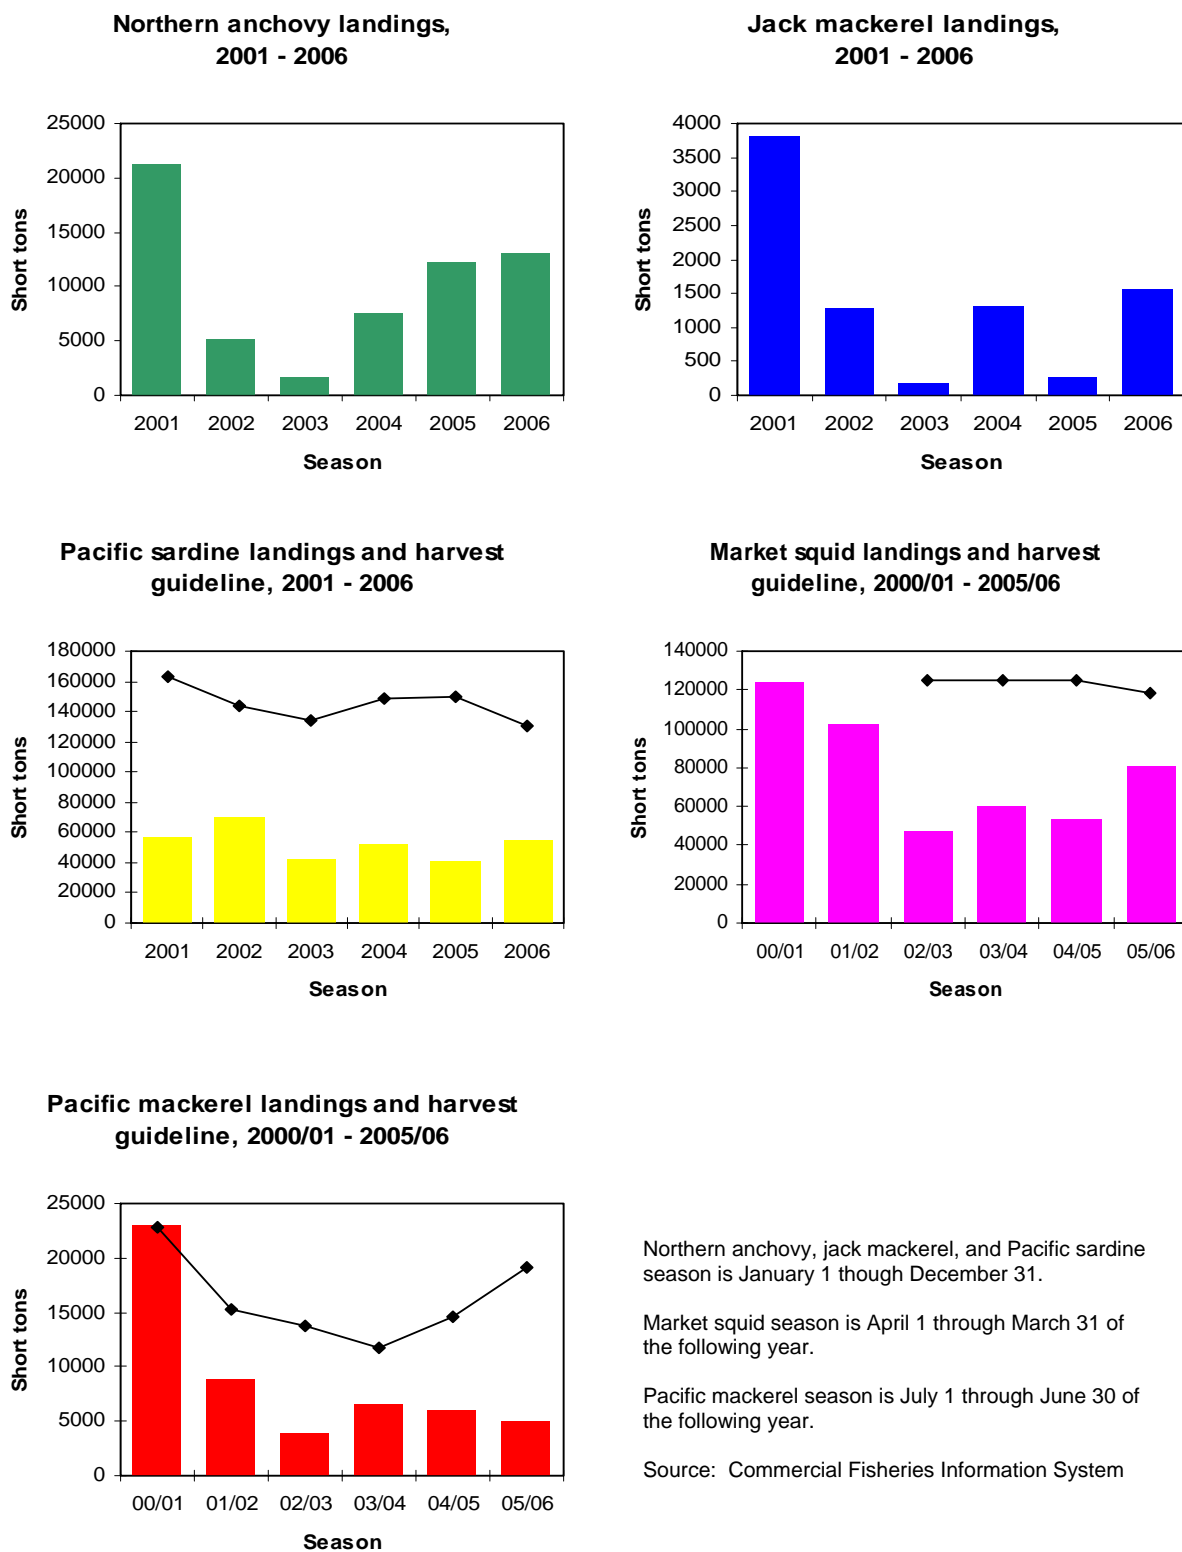 Northern anchovy landings,
2001 - 2006
25000
20000
15000
10000
5000
0
Short tons
2001 2002 2003 2004 2005 2006
Season
Jack mackerel landings,
2001 - 2006
4000
3500
3000
2500
2000
1500
1000
500
0
Short tons
2001 2002 2003 2004 2005 2006
Season
Pacific sardine landings and harvest
guideline, 2001 - 2006
180000
160000
140000
120000
100000
80000
60000
40000
20000
0
Short tons
2001 2002 2003 2004 2005 2006
Season
Market squid landings and harvest
guideline, 2000/01 - 2005/06
140000
120000
100000
80000
60000
40000
20000
0
Short tons
00/01 01/02 02/03 03/04 04/05 05/06
Season
Pacific mackerel landings and harvest
guideline, 2000/01 - 2005/06
25000
20000
15000
10000
5000
0
Short tons
00/01 01/02 02/03 03/04 04/05 05/06
Season
Northern anchovy, jack mackerel, and Pacific sardine
season is January 1 though December 31.
Market squid season is April 1 through March 31 of
the following year.
Pacific mackerel season is July 1 through June 30 of
the following year.
Source: Commercial Fisheries Information System